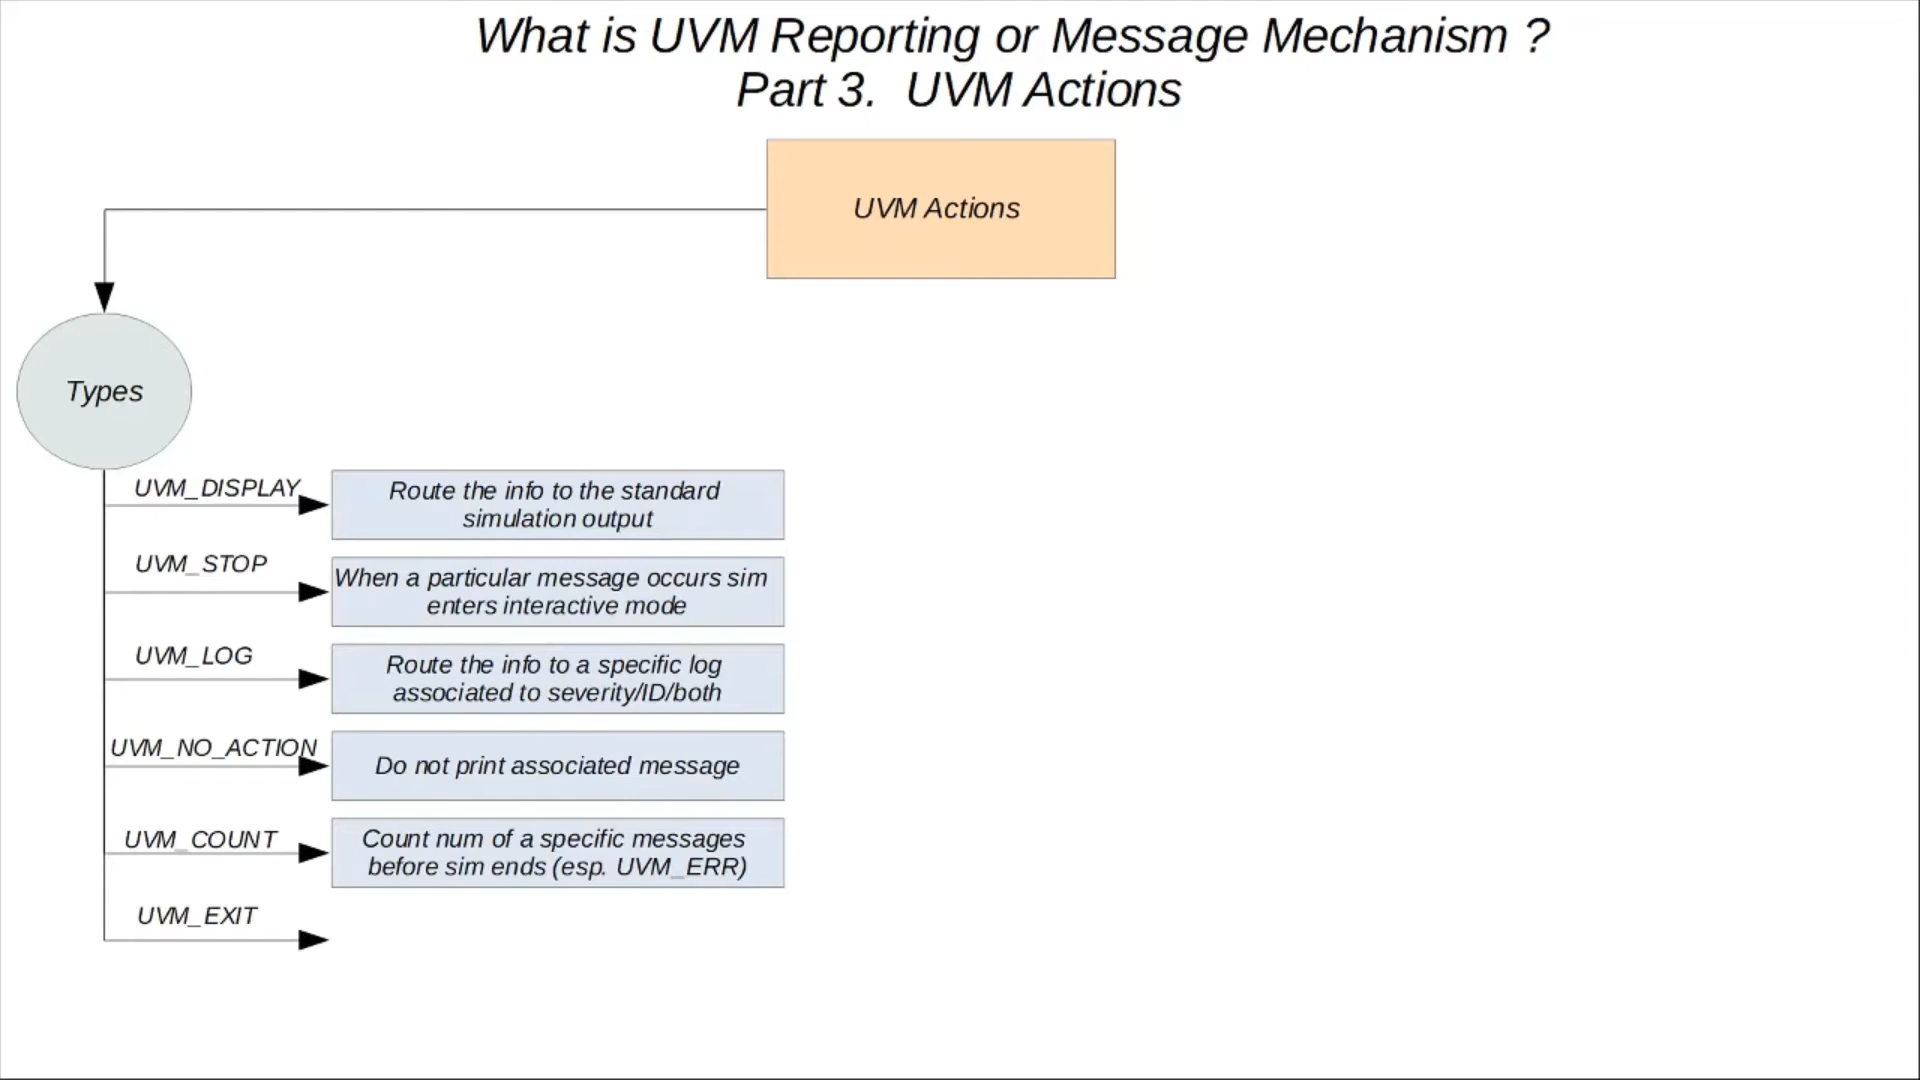 What is UVM Reporting or Message Mechanism ?
Part 3. UVM Actions
UVM Actions
Types
UVM_DISPLAY
Route the info to the standard
simulation output
UVM_STOP
When a particular message occurs sim
enters interactive mode
UVM_LOG
Route the info to a specific log
associated to severity/ID/both
UVM_NO_ACTION
Do not print associated message
UVM_COUNT
Count num of a specific messages
before sim ends (esp. UVM_ERR)
UVM_EXIT